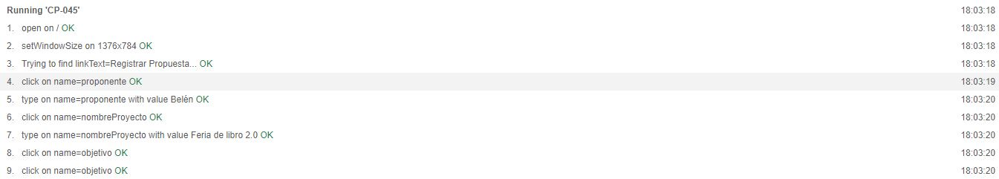 Running 'CP-045' 18:03:18
1. open on / OK 18:03:18
2. setWindowSize on 1376x784 OK 18:03:18
3. Trying to find linkText=Registrar Propuesta... OK 18:03:18
4. click on name=proponente OK 18:03:19
5. type on name=proponente with value Belén OK 18:03:20
6. click on name=nombreProyecto OK 18:03:20
7. type on name=nombreProyecto with value Feria de libro 2.0 OK 18:03:20
8. click on name=objetivo OK 18:03:20
9. click on name=objetivo OK 18:03:20